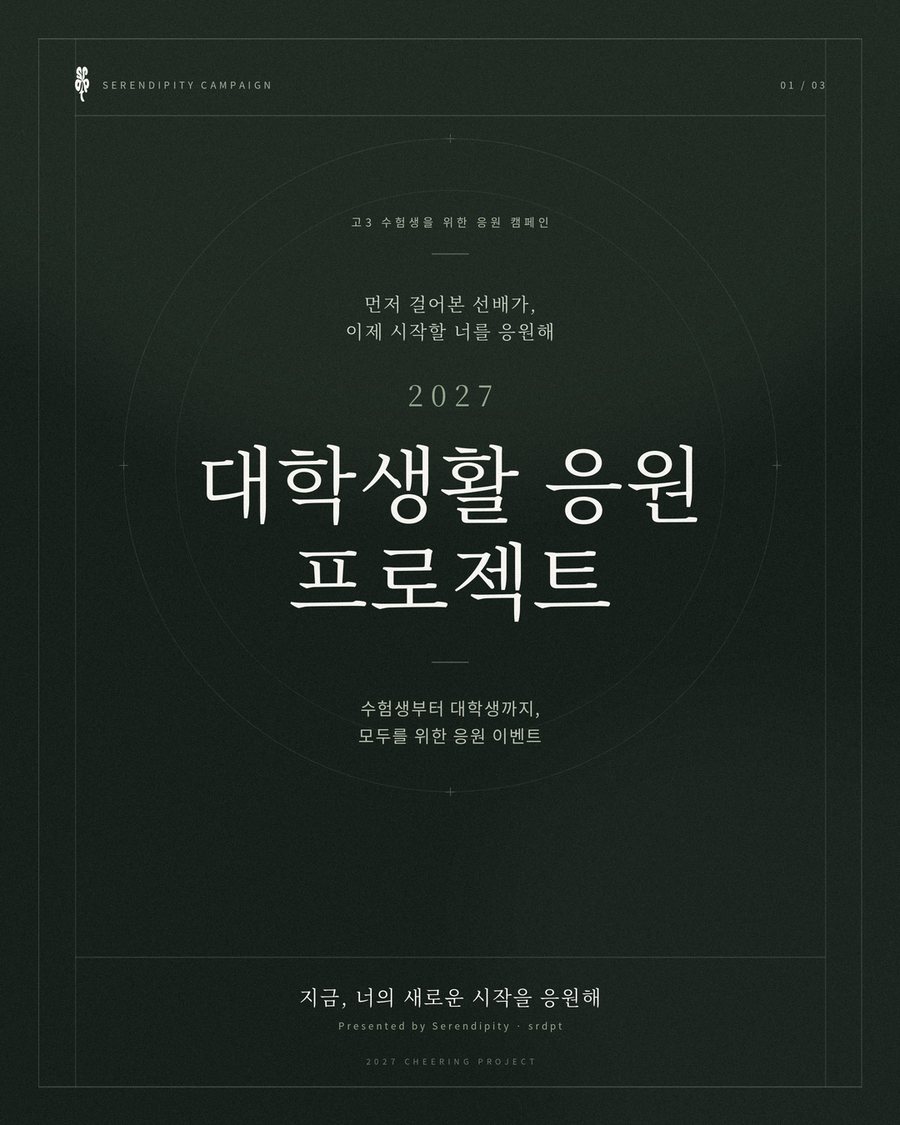 SERENDIPITY CAMPAIGN
01 / 03
고3 수험생을 위한 응원 캠페인
먼저 걸어본 선배가,
이제 시작할 너를 응원해
2027
대학생활 응원
프로젝트
수험생부터 대학생까지,
모두를 위한 응원 이벤트
지금, 너의 새로운 시작을 응원해
Presented by Serendipity · srdpt
2027 CHEERING PROJECT